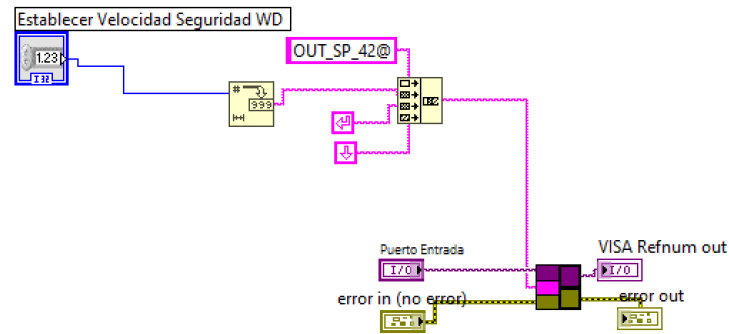 Establecer Velocidad Seguridad WD
1.23
I32
OUT_SP_42@
#
999
Puerto Entrada
I/O
VISA Refnum out
I/O
error in (no error)
error out